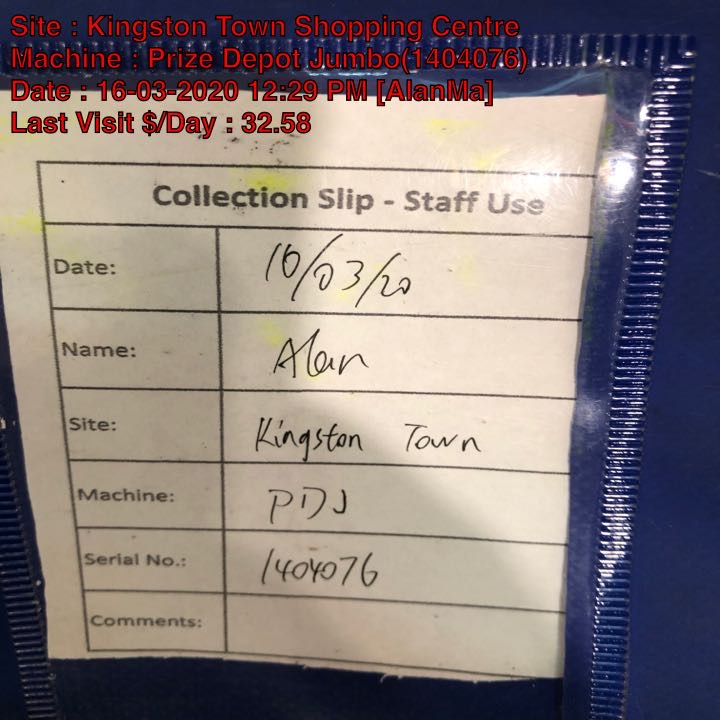 Site : Kingston Town Shopping Centre
Machine : Prize Depot Jumbo(1404076)
Date : 16-03-2020 12:29 PM [AlanMa]
Last Visit $/Day : 32.58
Collection Slip - Staff Use
Date: 16/03/20
Name: Alan
Site: Kingston Town
Machine: PDJ
Serial No.: 1404076
Comments: